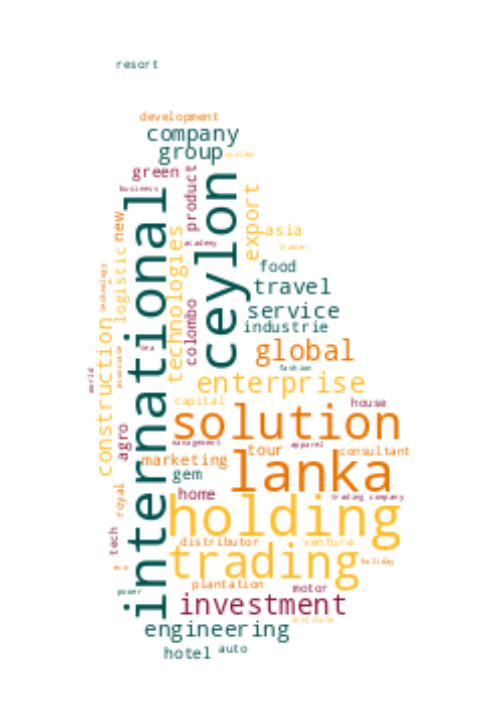 resort
development
company
group
system
green
business
product
ceylon
international
new
export
academy
asia
trader
technologies
logistic
food
technology
travel
service
colombo
industrie
construction
tea
global
associate
fashion
world
enterprise
capital
house
solution
agro
management
apparel
tour
consultant
marketing
lanka
gem
home
trading company
royal
holding
tech
distributor
venture
trading
holiday
eco
plantation
motor
power
investment
institute
engineering
auto
hotel